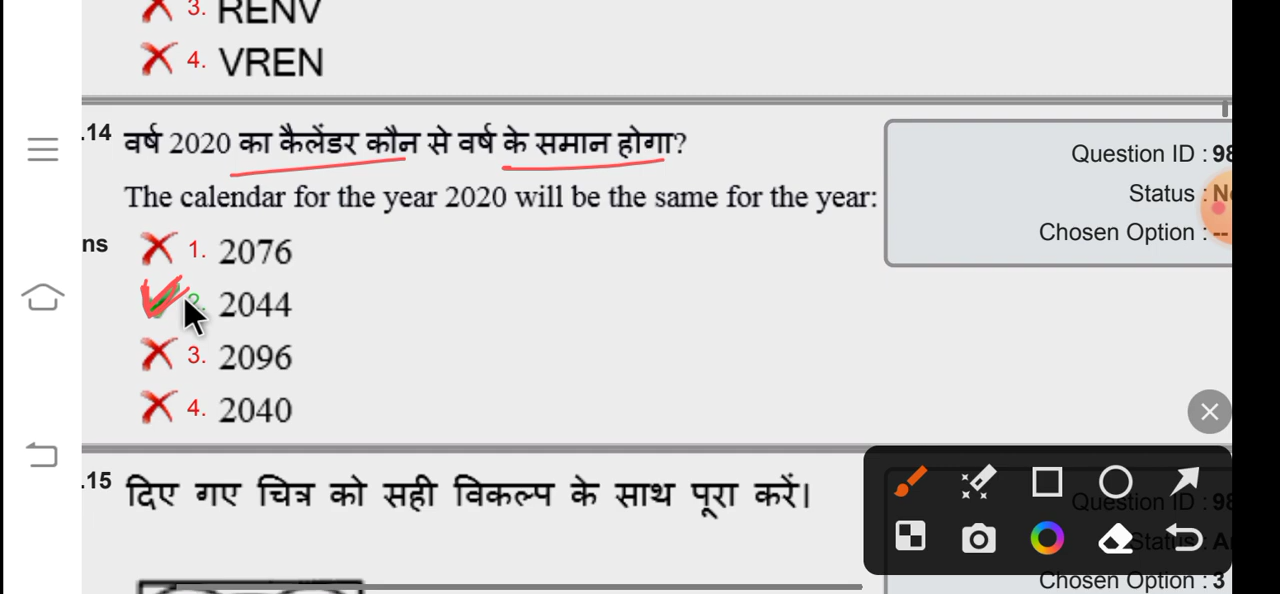 3. RENV
4. VREN
.14 वर्ष 2020 का कैलेंडर कौन से वर्ष के समान होगा?
The calendar for the year 2020 will be the same for the year:
ns
1. 2076
2. 2044
3. 2096
4. 2040
Question ID : 98
Status :
Chosen Option : --
.15 दिए गए चित्र को सही विकल्प के साथ पूरा करें।
Question ID : 98
Status : A
Chosen Option : 3